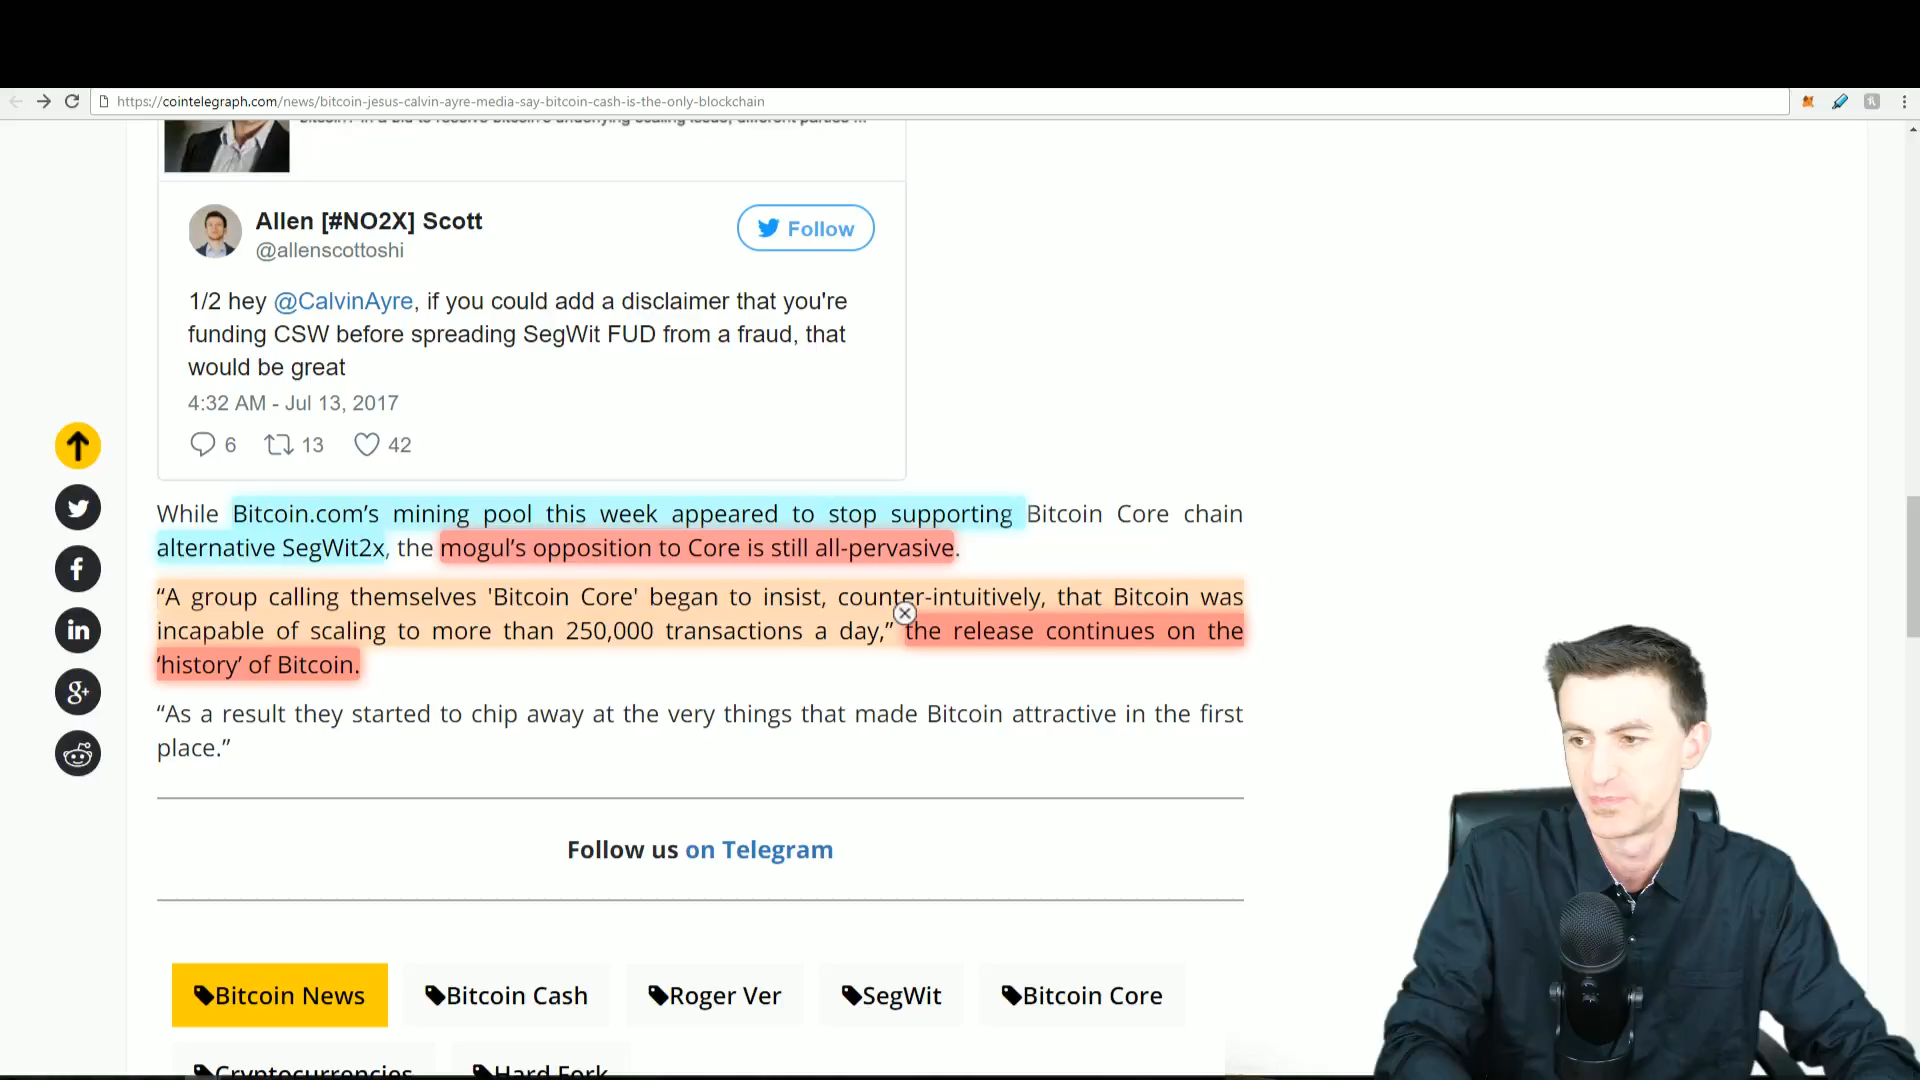 https://cointelegraph.com/news/bitcoin-jesus-calvin-ayre-media-say-bitcoin-cash-is-the-only-blockchain
Allen [#NO2X] Scott
@allenscottoshi
Follow
1/2 hey @CalvinAyre, if you could add a disclaimer that you're
funding CSW before spreading SegWit FUD from a fraud, that
would be great
4:32 AM - Jul 13, 2017
6 13 42
While Bitcoin.com’s mining pool this week appeared to stop supporting Bitcoin Core chain
alternative SegWit2x, the mogul’s opposition to Core is still all-pervasive.
“A group calling themselves 'Bitcoin Core' began to insist, counter-intuitively, that Bitcoin was
incapable of scaling to more than 250,000 transactions a day,” the release continues on the
‘history’ of Bitcoin.
“As a result they started to chip away at the very things that made Bitcoin attractive in the first
place.”
Follow us on Telegram
Bitcoin News Bitcoin Cash Roger Ver SegWit Bitcoin Core
Cryptocurrencies Hard Fork